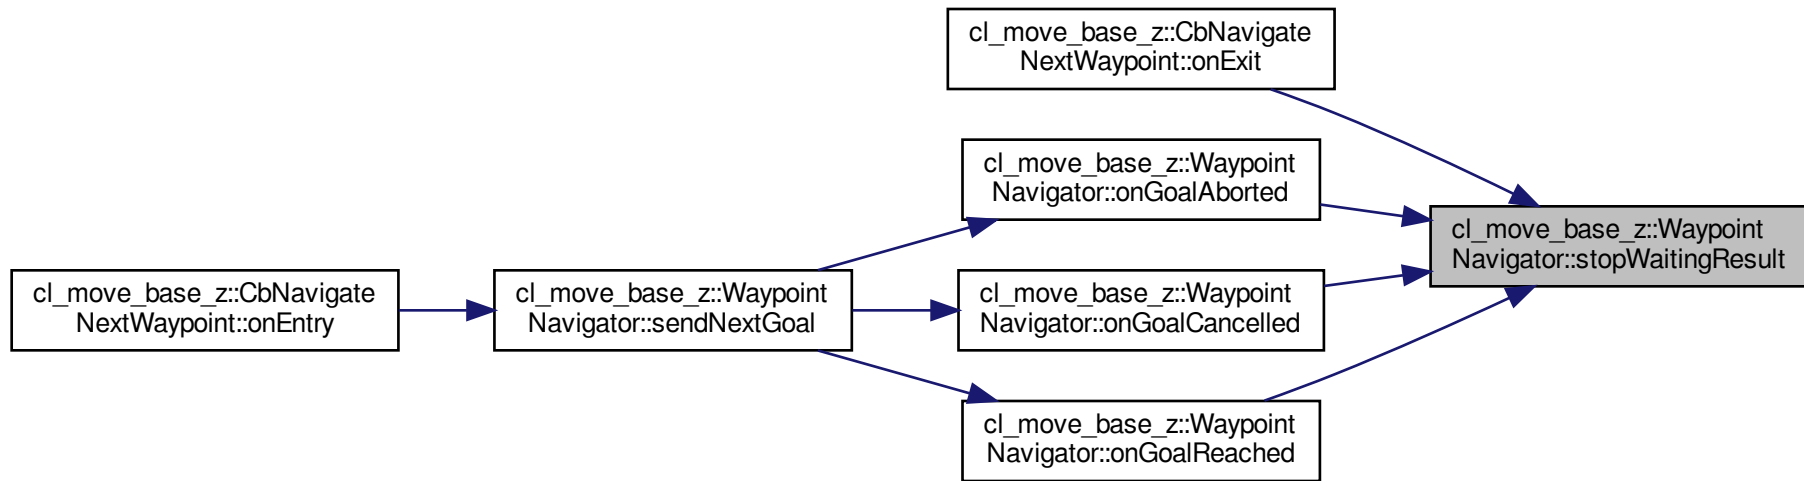 cl_move_base_z::CbNavigate
NextWaypoint::onExit
cl_move_base_z::Waypoint
Navigator::onGoalAborted
cl_move_base_z::Waypoint
Navigator::stopWaitingResult
cl_move_base_z::CbNavigate
NextWaypoint::onEntry
cl_move_base_z::Waypoint
Navigator::sendNextGoal
cl_move_base_z::Waypoint
Navigator::onGoalCancelled
cl_move_base_z::Waypoint
Navigator::onGoalReached